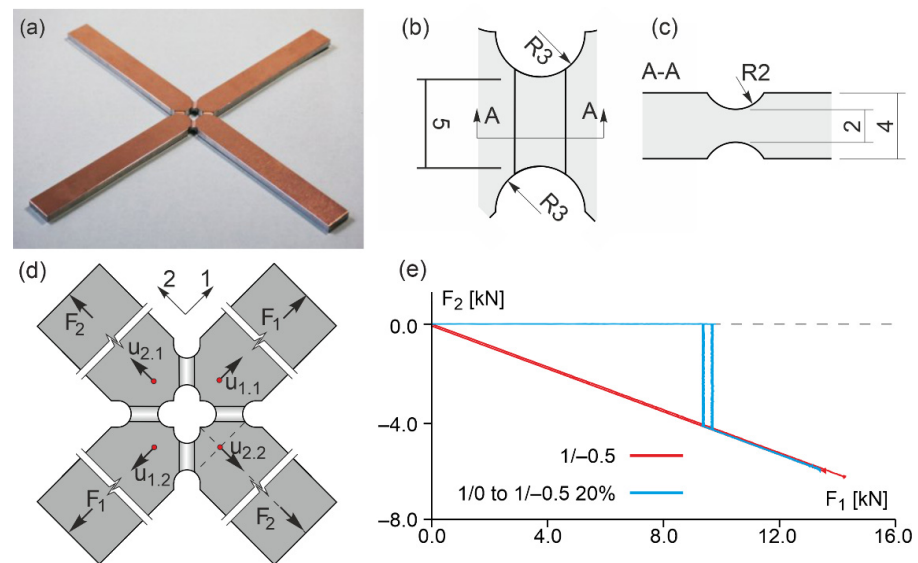 (a)
(b)
R3
5
A
A
R3
(c)
A-A
R2
2
4
(d)
2
1
F2
F1
u2.1
u1.1
u1.2
u2.2
F1
F2
(e)
F2 [kN]
0.0
−4.0
−8.0
1/−0.5
1/0 to 1/−0.5 20%
F1 [kN]
0.0
4.0
8.0
12.0
16.0